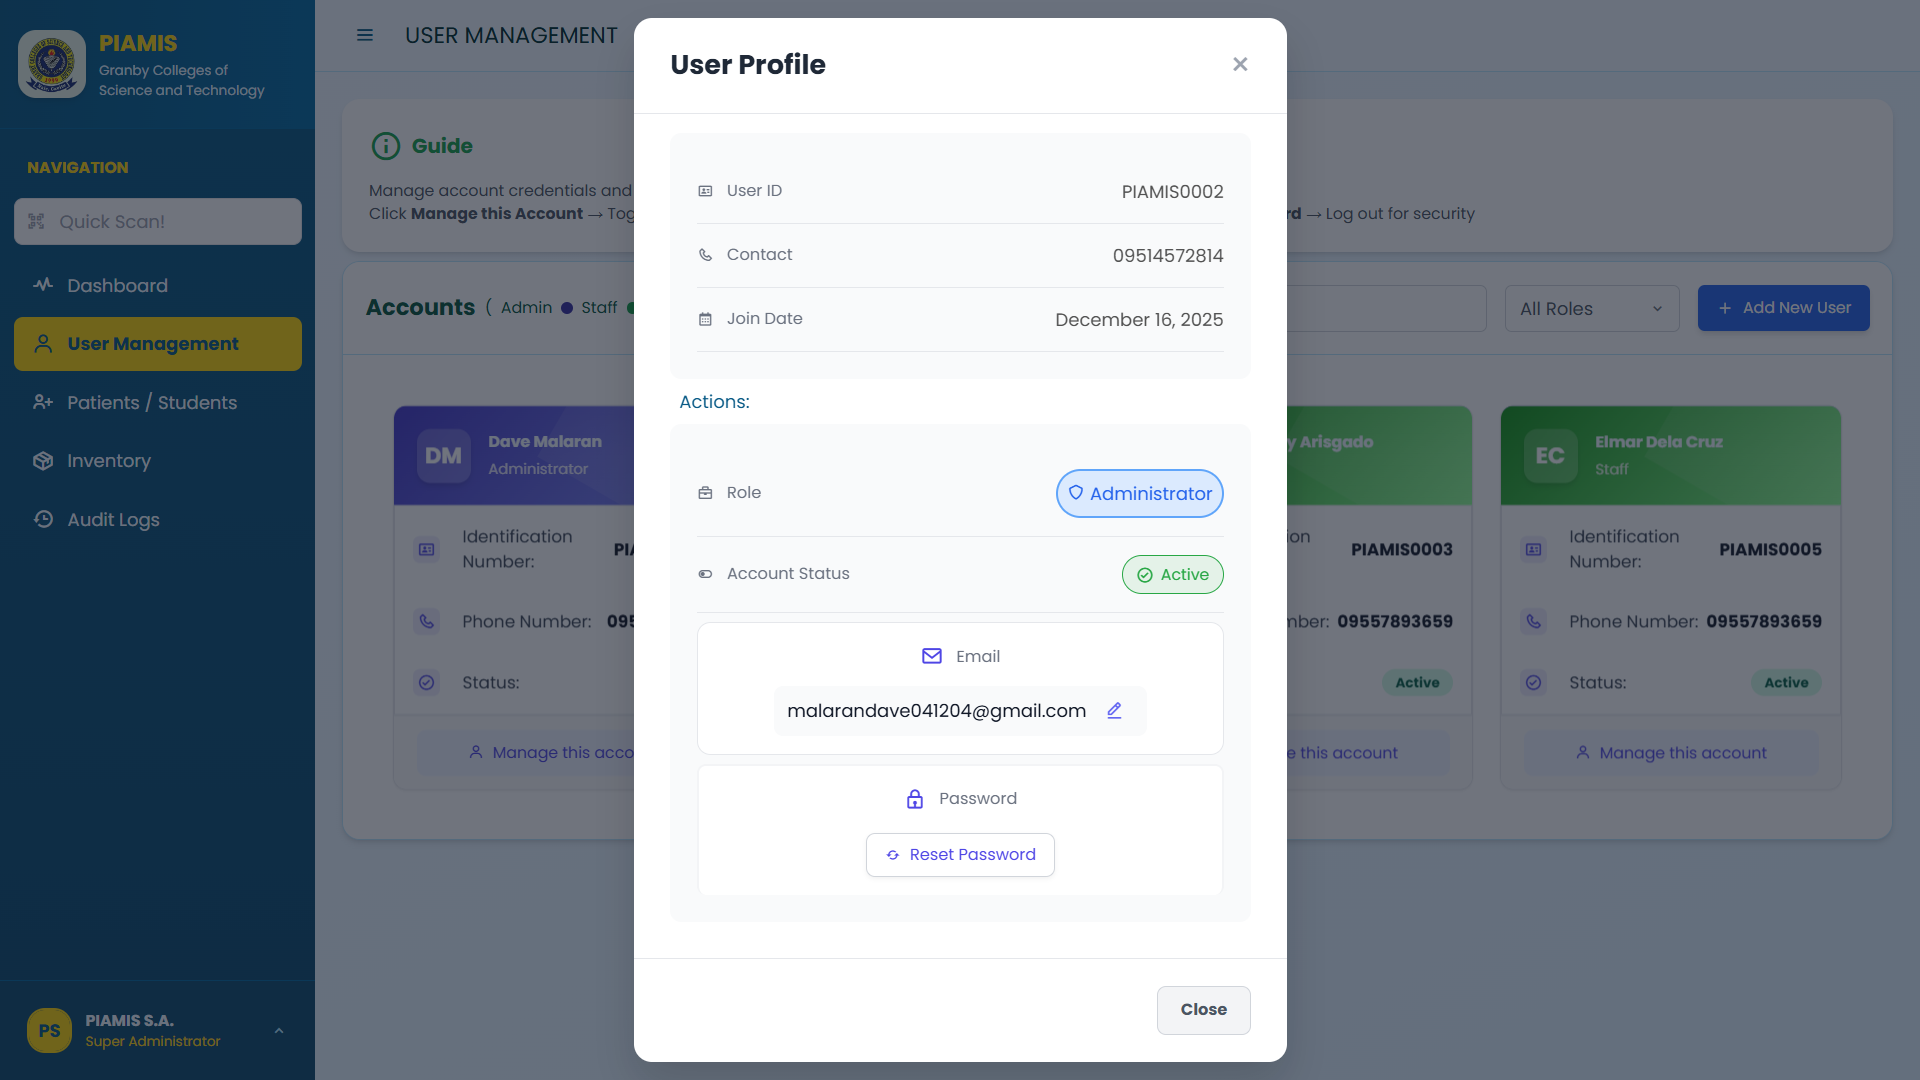 PIAMIS
Granby Colleges of
Science and Technology
NAVIGATION
Quick Scan!
Dashboard
User Management
Patients / Students
Inventory
Audit Logs
PS
PIAMIS S.A.
Super Administrator
USER MANAGEMENT
Guide
Manage account credentials and
Click Manage this Account → Tog
rd → Log out for security
Accounts ( Admin Staff
All Roles
+ Add New User
DM
Dave Malaran
Administrator
Identification
Number:
PIA
Phone Number: 095
Status:
Manage this acco
y Arisgado
ion
PIAMIS0003
mber: 09557893659
Active
e this account
EC
Elmar Dela Cruz
Staff
Identification
Number:
PIAMIS0005
Phone Number: 09557893659
Status:
Active
Manage this account
User Profile
×
User ID
PIAMIS0002
Contact
09514572814
Join Date
December 16, 2025
Actions:
Role
Administrator
Account Status
Active
Email
malarandave041204@gmail.com
Password
Reset Password
Close